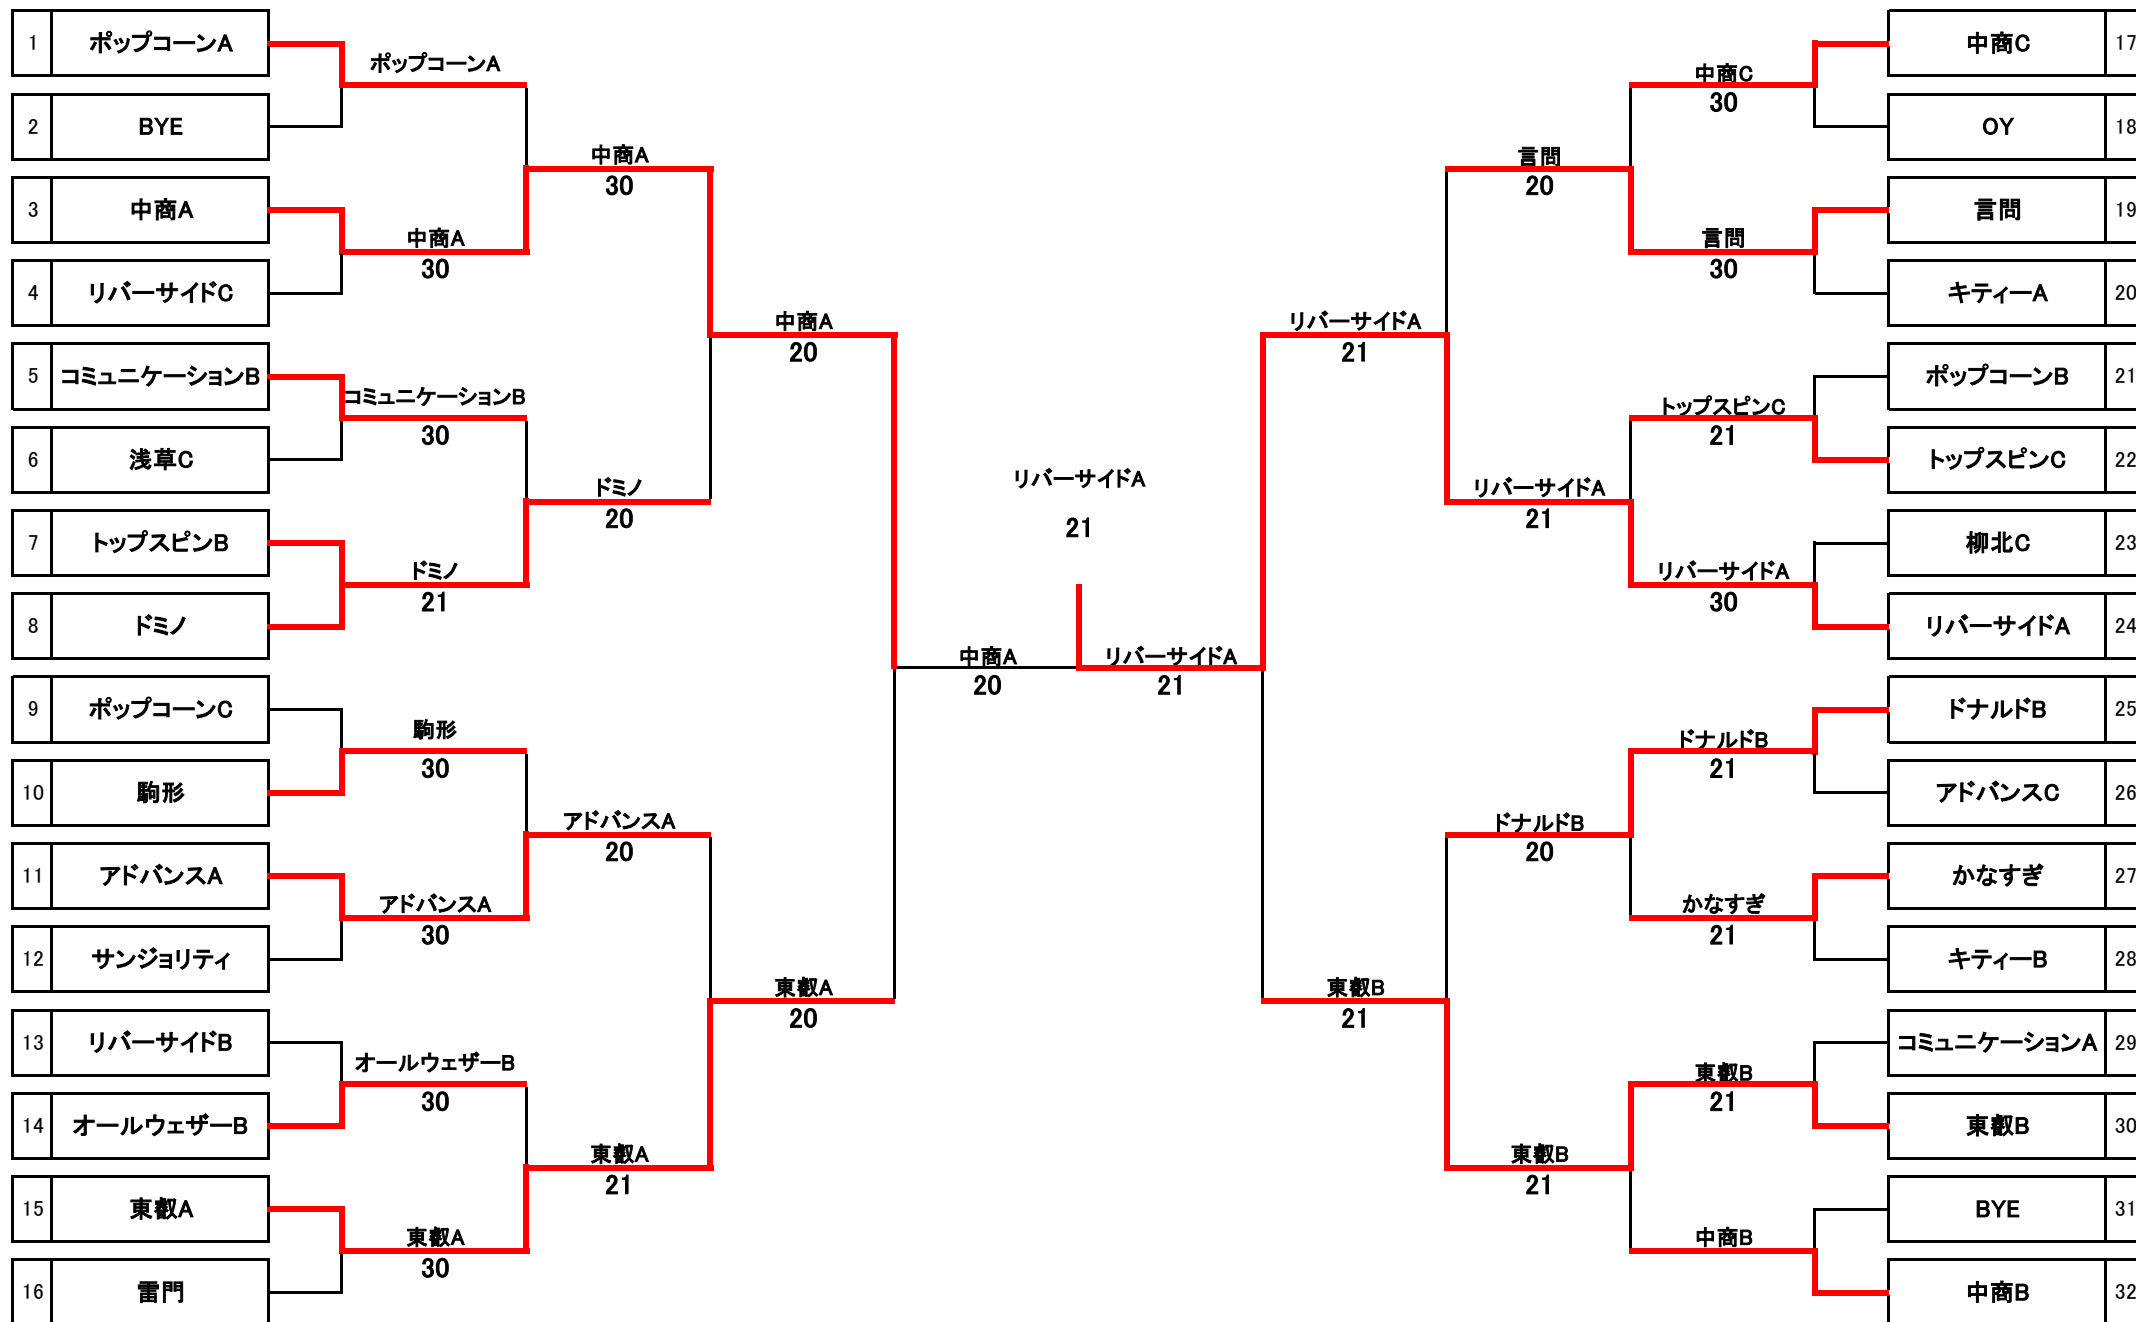 1 ポップコーンA
2 BYE
3 中商A
4 リバーサイドC
5 コミュニケーションB
6 浅草C
7 トップスピンB
8 ドミノ
9 ポップコーンC
10 駒形
11 アドバンスA
12 サンジョリティ
13 リバーサイドB
14 オールウェザーB
15 東叡A
16 雷門
ポップコーンA
中商A
30
コミュニケーションB
30
ドミノ
21
駒形
30
アドバンスA
30
オールウェザーB
30
東叡A
30
中商A
30
ドミノ
20
アドバンスA
20
東叡A
21
中商A
20
東叡A
20
中商A
20
リバーサイドA
21
リバーサイドA
21
リバーサイドA
21
東叡B
21
言問
20
リバーサイドA
21
ドナルドB
20
東叡B
21
中商C
30
言問
30
トップスピンC
21
リバーサイドA
30
ドナルドB
21
かなすぎ
21
東叡B
21
中商B
中商C 17
OY 18
言問 19
キティーA 20
ポップコーンB 21
トップスピンC 22
柳北C 23
リバーサイドA 24
ドナルドB 25
アドバンスC 26
かなすぎ 27
キティーB 28
コミュニケーションA 29
東叡B 30
BYE 31
中商B 32